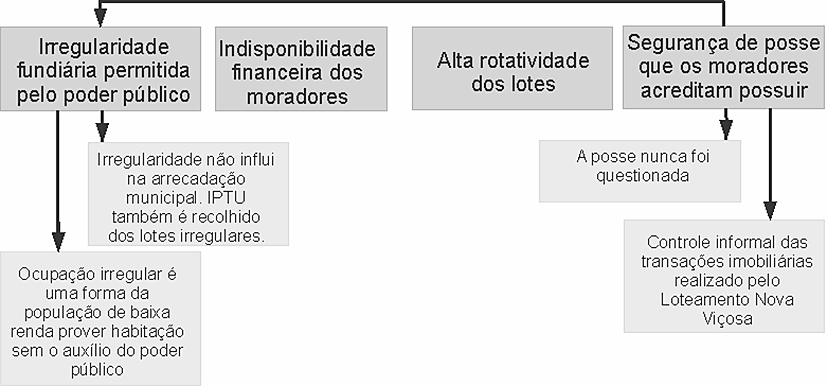 Irregularidade
fundiária permitida
pelo poder público
Indisponibilidade
financeira dos
moradores
Alta rotatividade
dos lotes
Segurança de posse
que os moradores
acreditam possuir
Irregularidade não influi
na arrecadação
municipal. IPTU
também é recolhido
dos lotes irregulares.
A posse nunca foi
questionada
Ocupação irregular é
uma forma da
população de baixa
renda prover habitação
sem o auxílio do poder
público
Controle informal das
transações imobiliárias
realizado pelo
Loteamento Nova
Viçosa